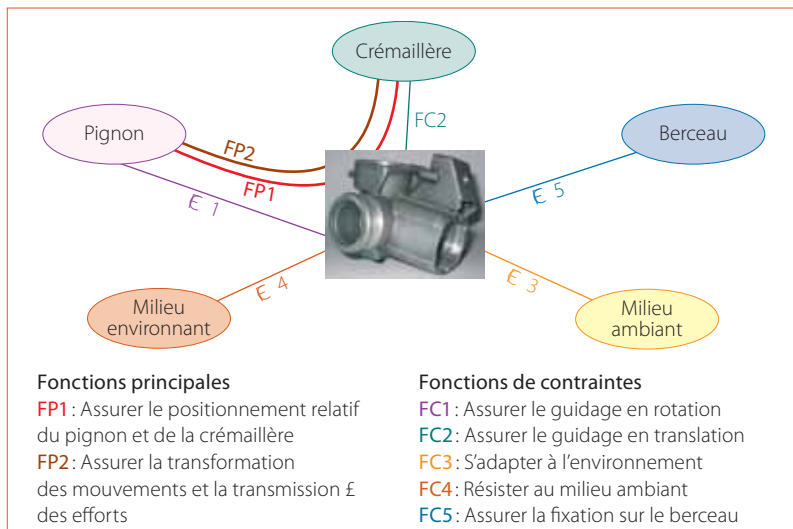 Crémaillère
Pignon
FP2
FP1
FC2
Berceau
E 1
E 5
E 4
E 3
Milieu
environnant
Milieu
ambiant
Fonctions principales
FP1 : Assurer le positionnement relatif
du pignon et de la crémaillère
FP2 : Assurer la transformation
des mouvements et la transmission £
des efforts
Fonctions de contraintes
FC1 : Assurer le guidage en rotation
FC2 : Assurer le guidage en translation
FC3 : S’adapter à l’environnement
FC4 : Résister au milieu ambiant
FC5 : Assurer la fixation sur le berceau